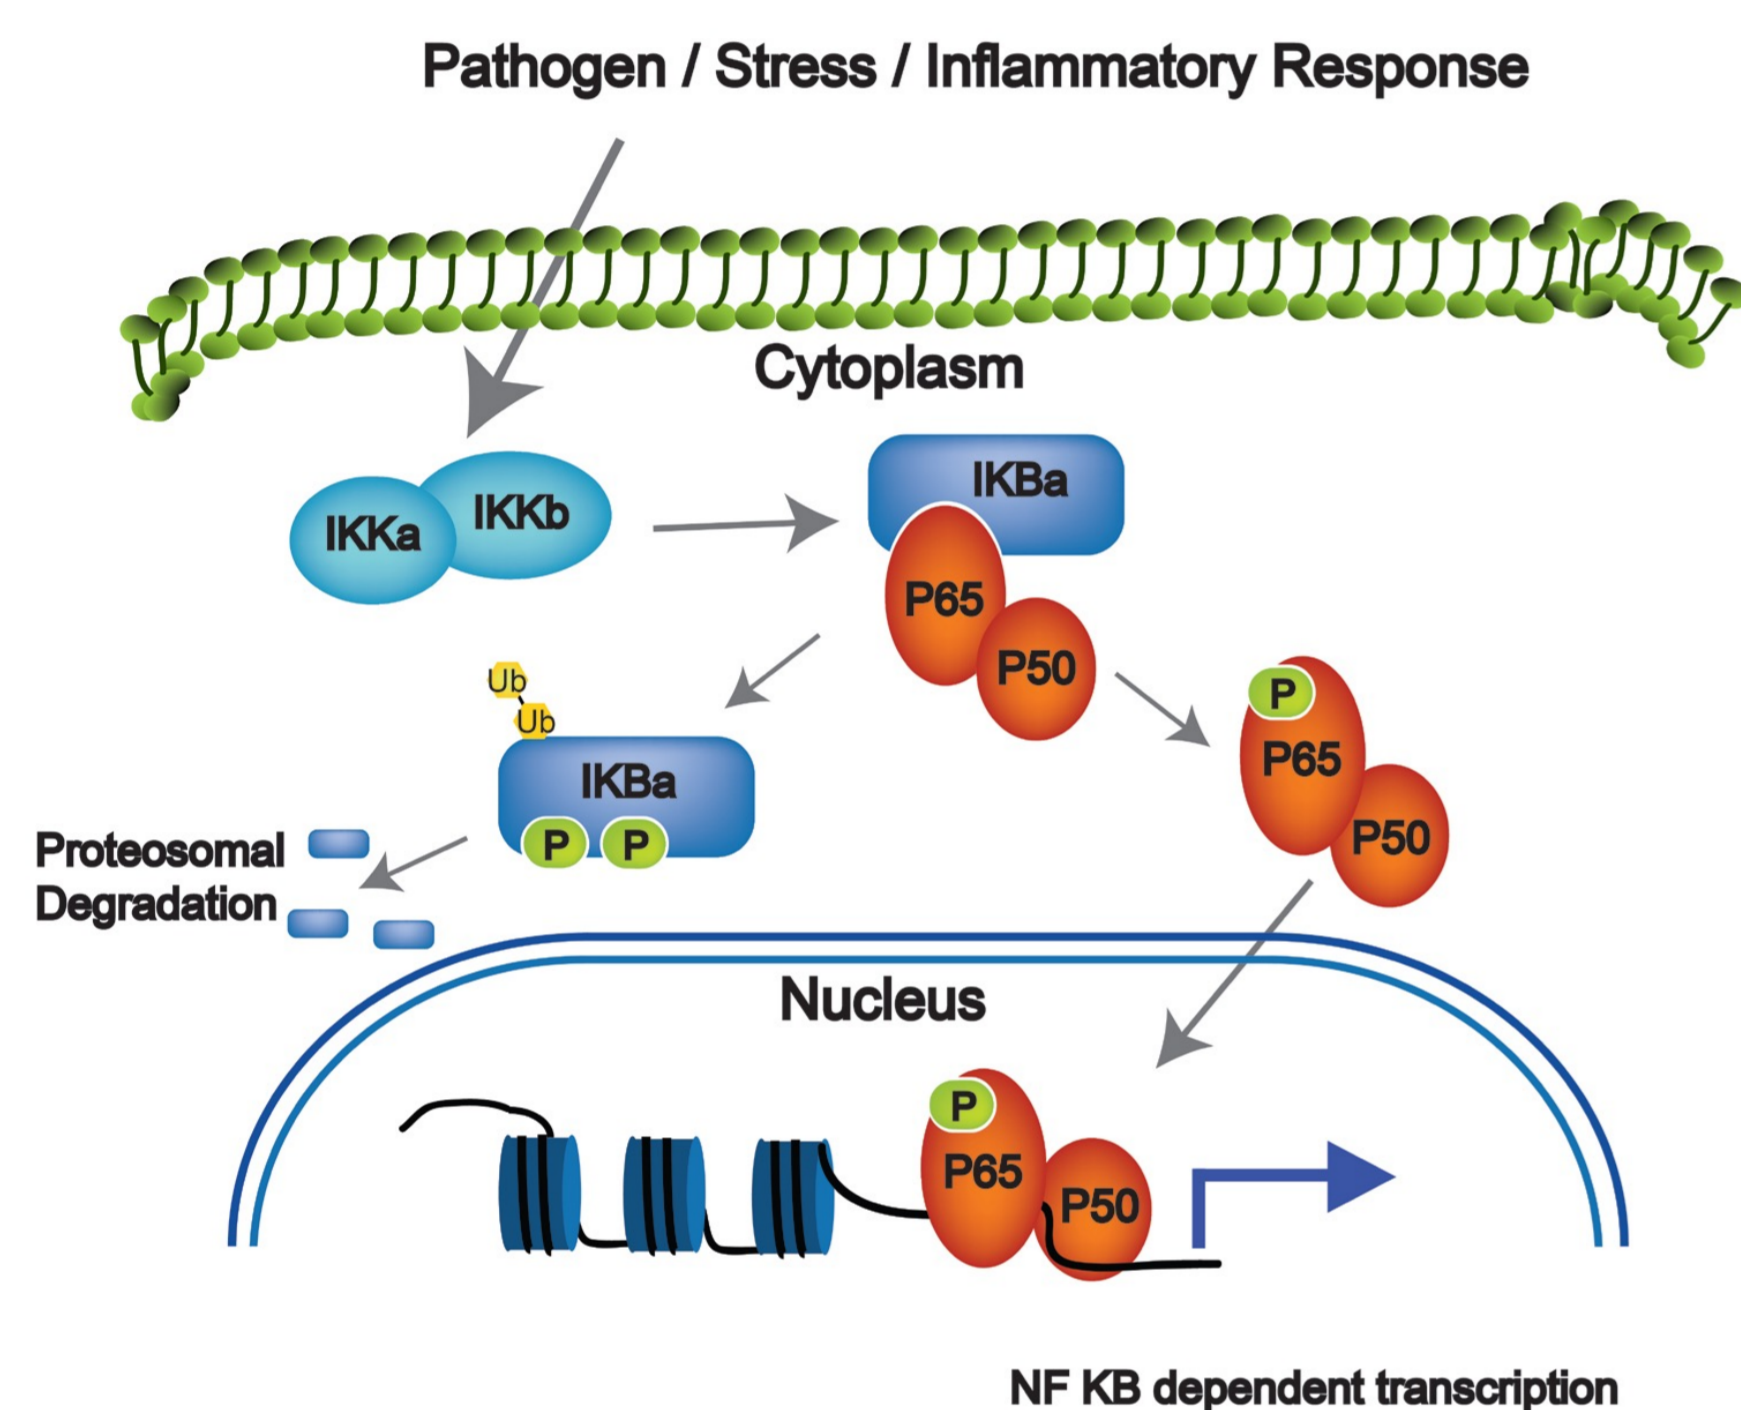 Pathogen / Stress / Inflammatory Response
Cytoplasm
IKKa
IKKb
IKBa
P65
P50
Ub
Ub
IKBa
P
P
P
P65
P50
Proteosomal
Degradation
Nucleus
P
P65
P50
NF KB dependent transcription